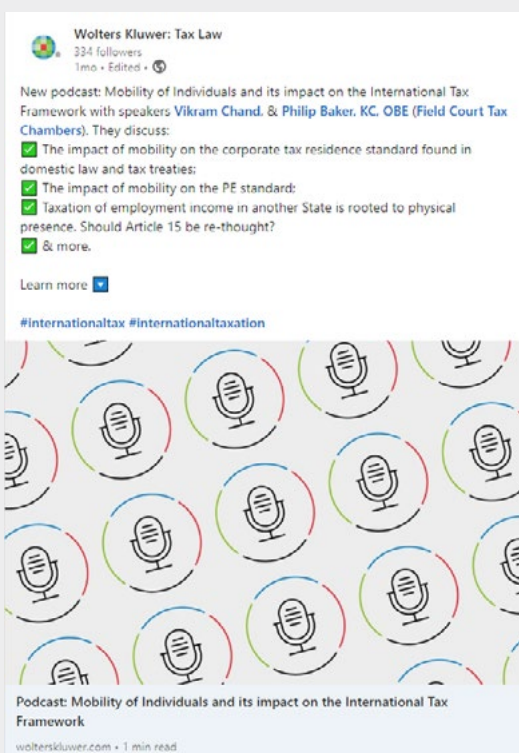 Wolters Kluwer: Tax Law
334 followers
1mo • Edited •
New podcast: Mobility of Individuals and its impact on the International Tax
Framework with speakers Vikram Chand, & Philip Baker, KC, OBE (Field Court Tax
Chambers). They discuss:
✅ The impact of mobility on the corporate tax residence standard found in
domestic law and tax treaties;
✅ The impact of mobility on the PE standard;
✅ Taxation of employment income in another State is rooted to physical
presence. Should Article 15 be re-thought?
✅ & more.
Learn more 🔽
#internationaltax #internationaltaxation
Podcast: Mobility of Individuals and its impact on the International Tax
Framework
wolterskluwer.com • 1 min read